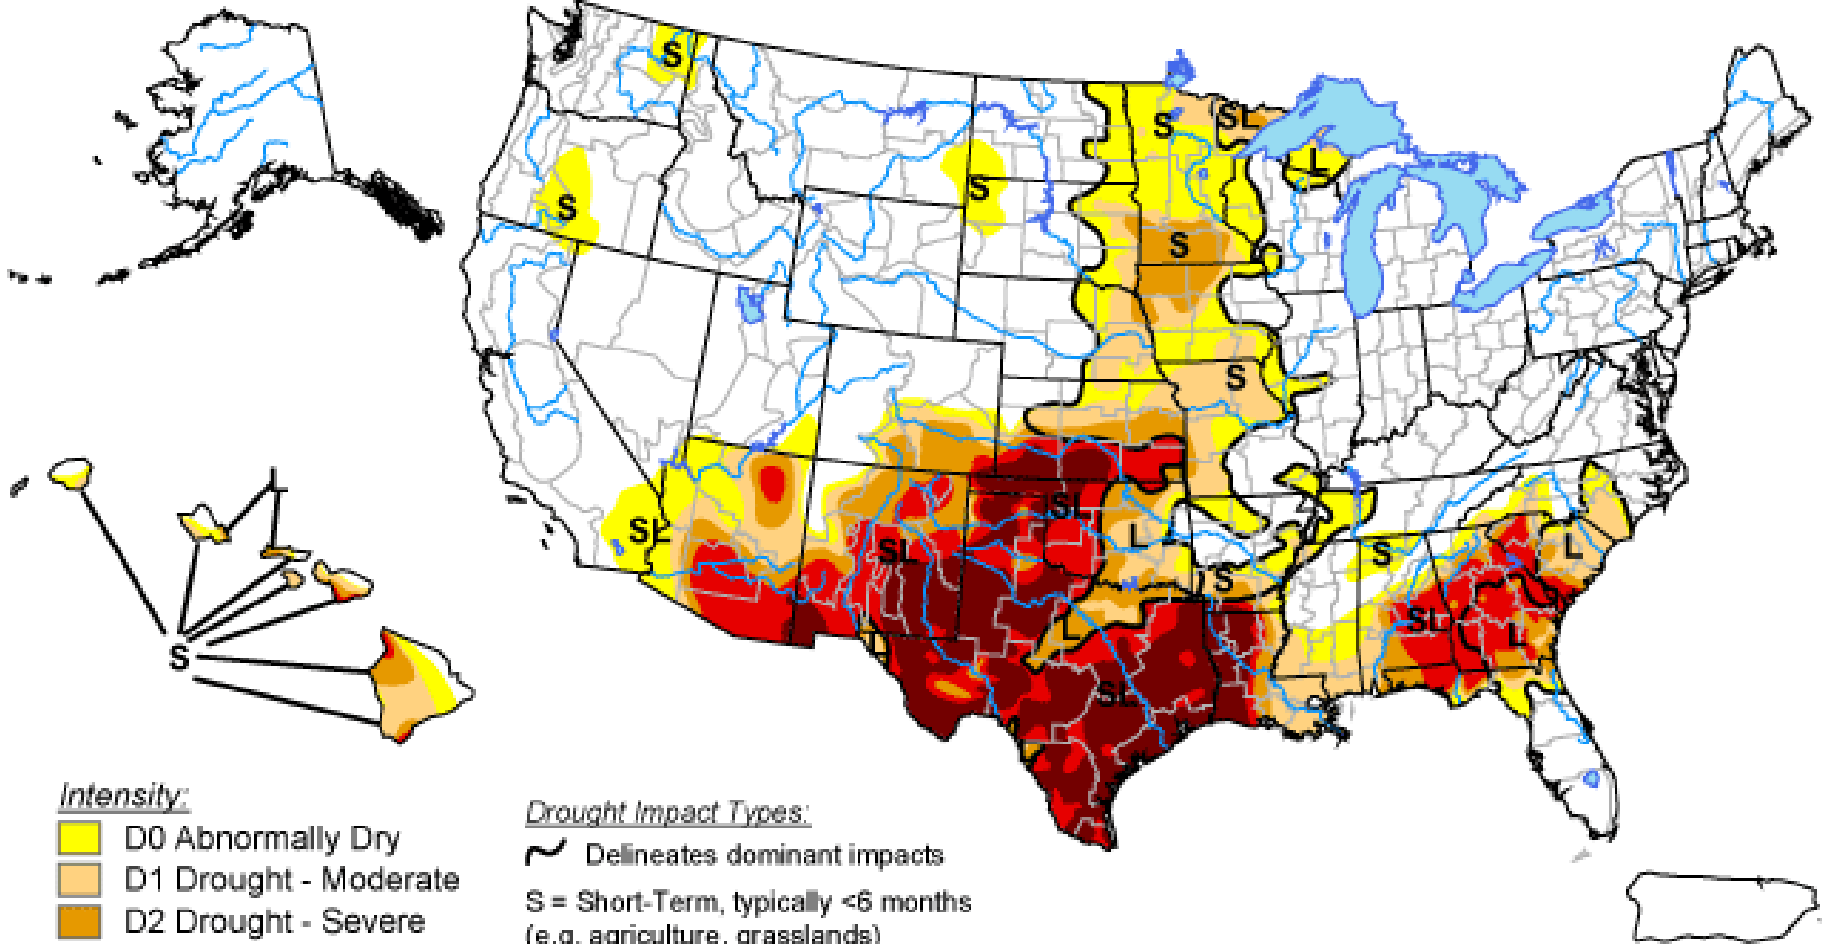 S
S
SL
S
L
S
S
S
S
SL
SL
L
S
L
SL
S
SL
L
L
SL
L
S
Intensity:
D0 Abnormally Dry
D1 Drought - Moderate
D2 Drought - Severe
Drought Impact Types:
Delineates dominant impacts
S = Short-Term, typically <6 months
(e.g. agriculture, grasslands)